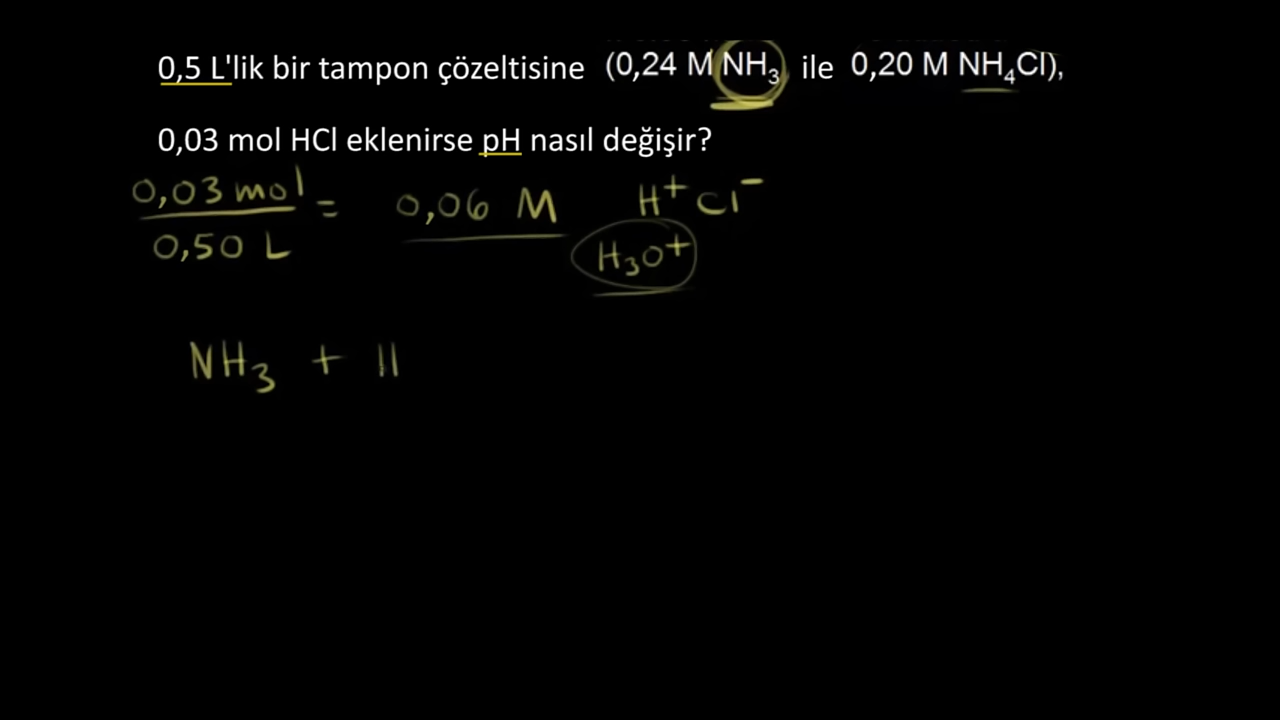 0,5 L'lik bir tampon çözeltisine (0,24 M NH₃ ile 0,20 M NH₄Cl),
0,03 mol HCl eklenirse pH nasıl değişir?
0,03 mol = 0,06 M H⁺ Cl⁻
0,50 L H₃O⁺
NH₃ +